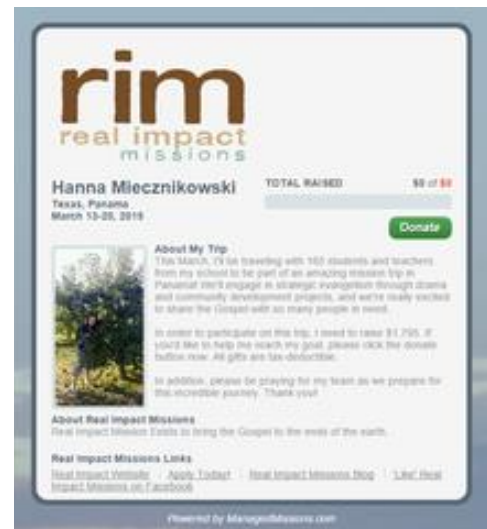 rim
real impact
missions
Hanna Miecznikowski
Texas, Panama
March 13-20, 2015
TOTAL RAISED
$0 of $0
Donate
About My Trip
This March, I'll be traveling with 162 students and teachers
from my school to be part of an amazing mission trip in
Panama! We'll engage in strategic evangelism through drama
and community development projects, and we're really excited
to share the Gospel with so many people in need.
In order to participate on this trip, I need to raise $1,795. If
you'd like to help me reach my goal, please click the donate
button now. All gifts are tax-deductible.
In addition, please be praying for my team as we prepare for
this incredible journey. Thank you!
About Real Impact Missions
Real Impact Mission Exists to bring the Gospel to the ends of the earth.
Real Impact Missions Links
Real Impact Website | Apply Today! | Real Impact Missions Blog | 'Like' Real
Impact Missions on Facebook
Powered by ManagedMissions.com